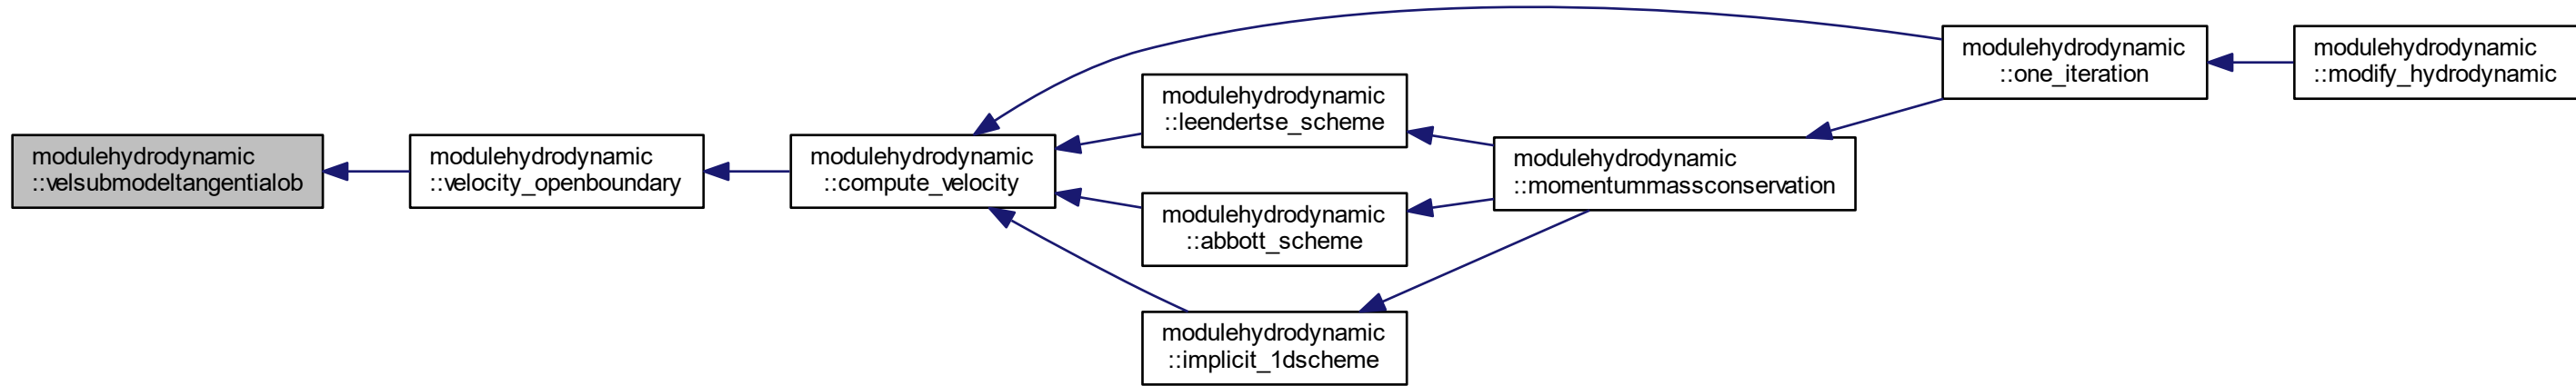 modulehydrodynamic
::velsubmodeltangentialob
modulehydrodynamic
::velocity_openboundary
modulehydrodynamic
::compute_velocity
modulehydrodynamic
::leendertse_scheme
modulehydrodynamic
::abbott_scheme
modulehydrodynamic
::implicit_1dscheme
modulehydrodynamic
::momentummassconservation
modulehydrodynamic
::one_iteration
modulehydrodynamic
::modify_hydrodynamic